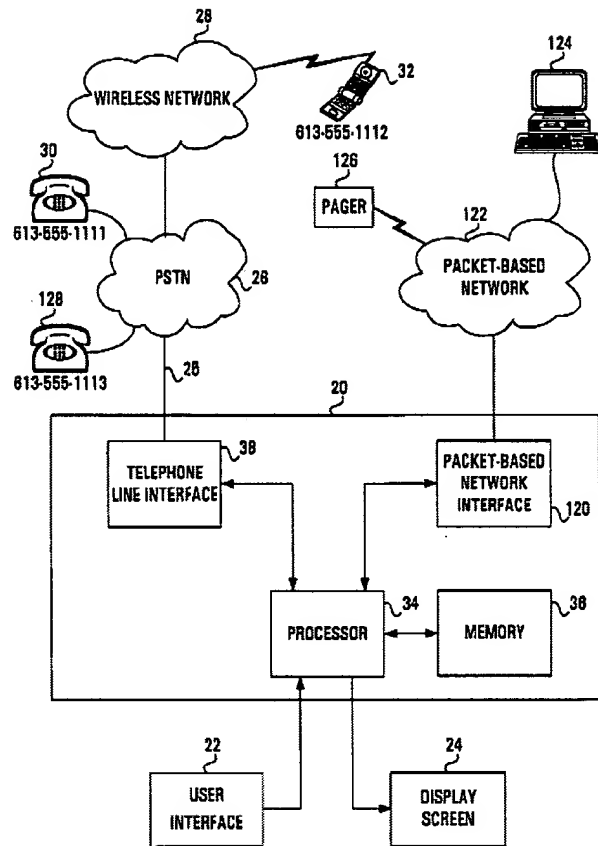 28
124
WIRELESS NETWORK
32
613-555-1112
30
126
613-555-1111
PAGER
122
PSTN
26
PACKET-BASED
NETWORK
128
613-555-1113
25
20
38
TELEPHONE
LINE INTERFACE
PACKET-BASED
NETWORK
INTERFACE
120
34
36
PROCESSOR
MEMORY
22
24
USER
INTERFACE
DISPLAY
SCREEN